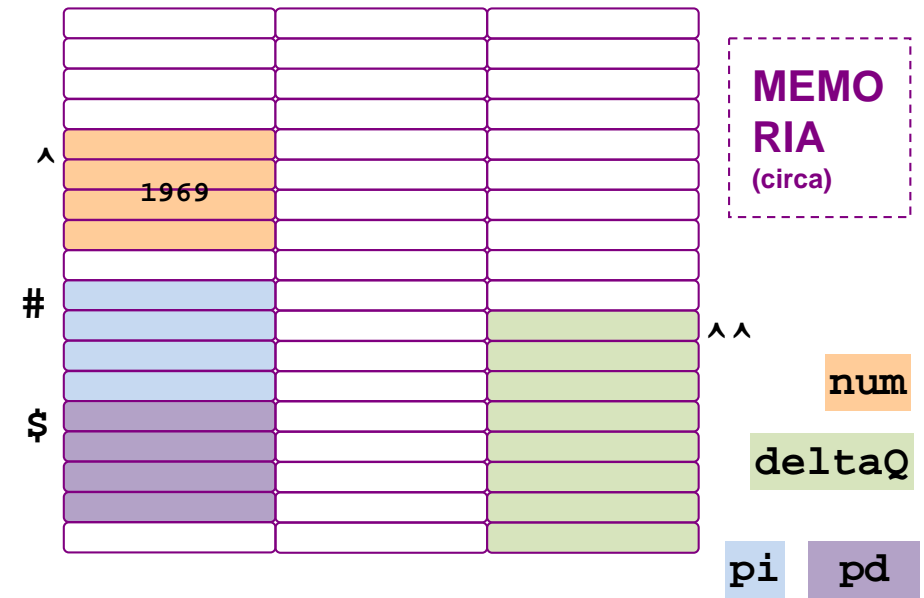 MEMO
RIA
(circa)
^
1969
#
^^
num
$
deltaQ
pi pd